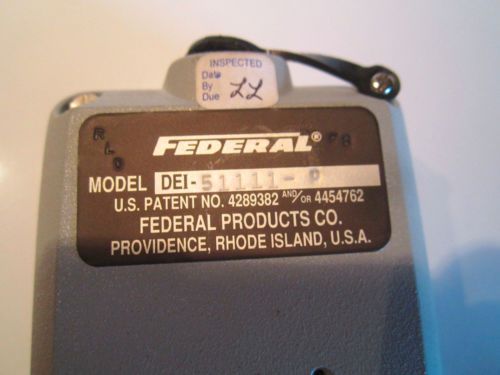 INSPECTED
Date
By LL
Due
FEDERAL®
R
L
O
MODEL DEI-51111-
U.S. PATENT NO. 4289382 AND/OR 4454762
FEDERAL PRODUCTS CO.
PROVIDENCE, RHODE ISLAND, U.S.A.